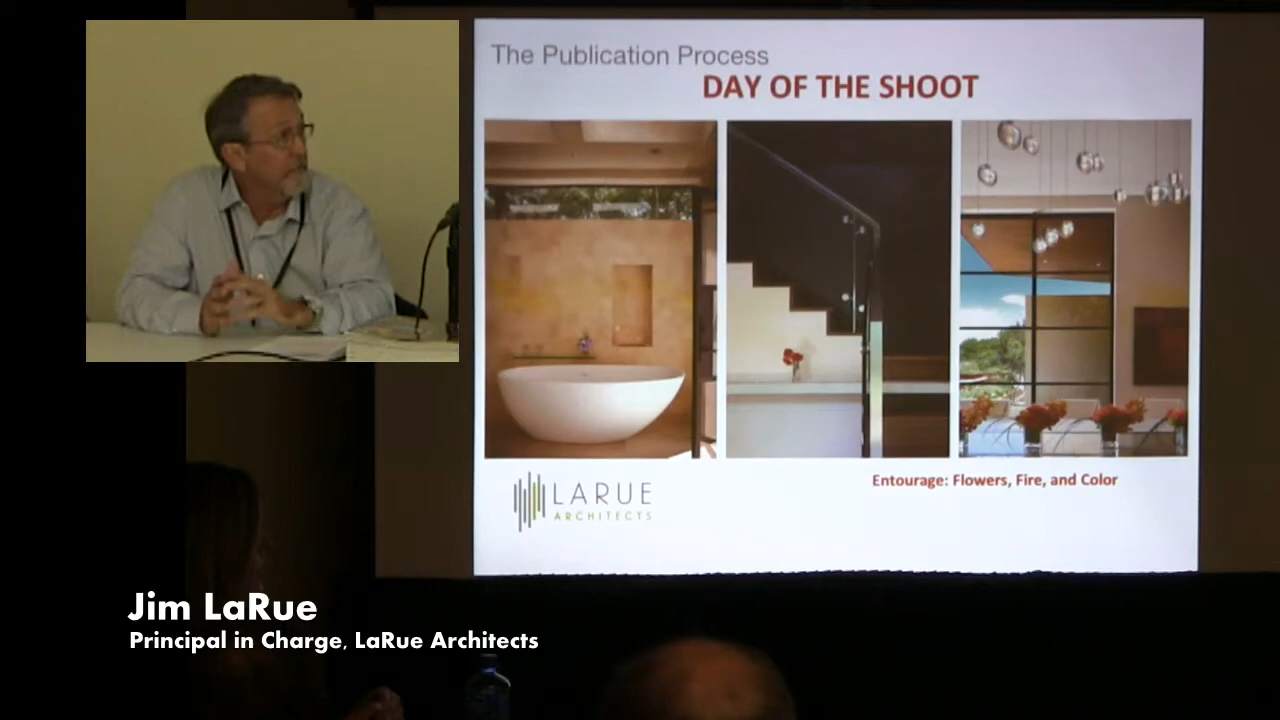 The Publication Process
DAY OF THE SHOOT
LARUE
ARCHITECTS
Entourage: Flowers, Fire, and Color
Jim LaRue
Principal in Charge, LaRue Architects